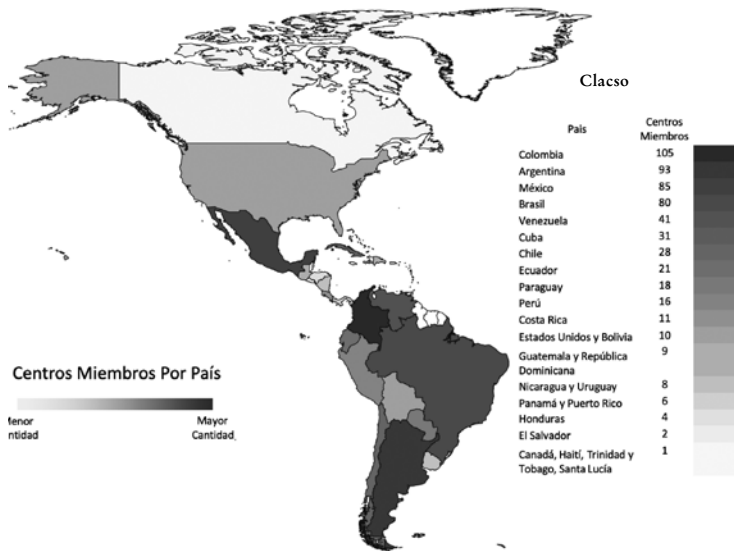 Clacso
País Centros Miembros
Colombia 105
Argentina 93
México 85
Brasil 80
Venezuela 41
Cuba 31
Chile 28
Ecuador 21
Paraguay 18
Perú 16
Costa Rica 11
Estados Unidos y Bolivia 10
Guatemala y República 9
Dominicana
Nicaragua y Uruguay 8
Panamá y Puerto Rico 6
Honduras 4
El Salvador 2
Canadá, Haití, Trinidad y 1
Tobago, Santa Lucía
Centros Miembros Por País
Menor Mayor
ntidad Cantidad